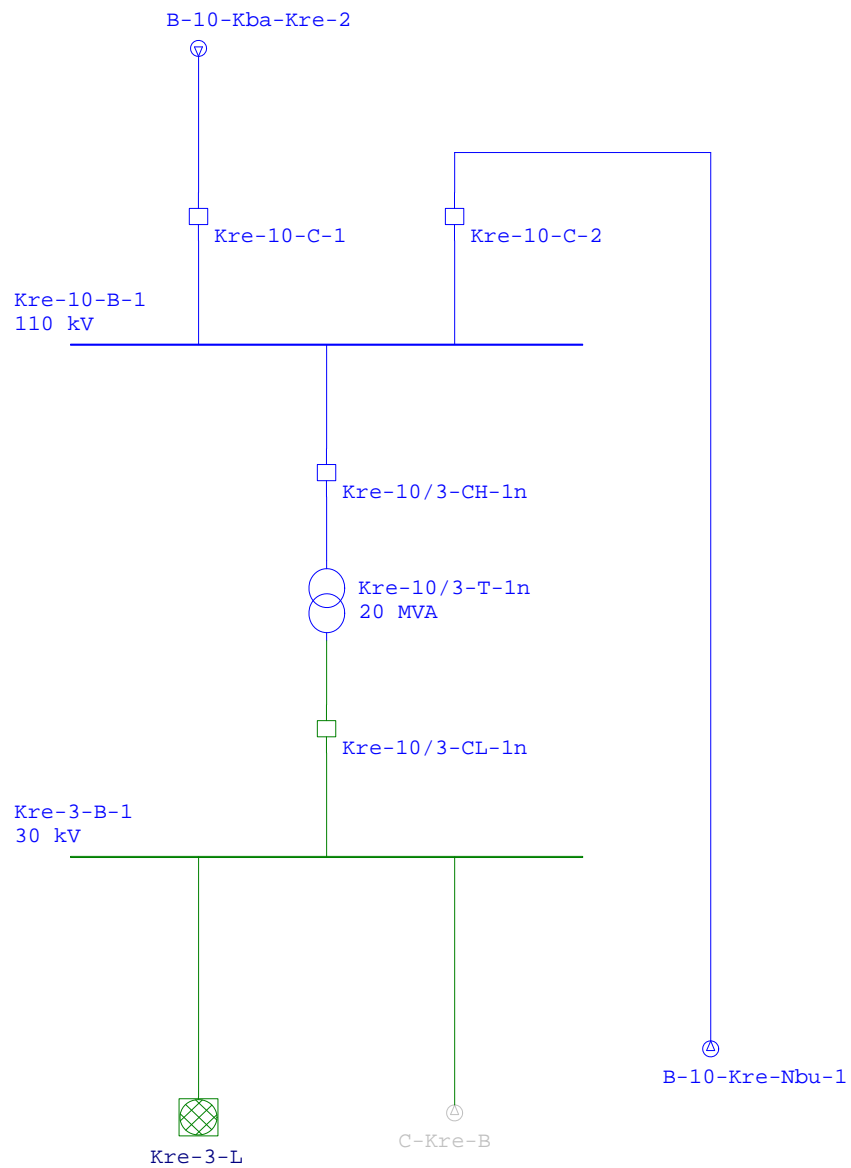 B-10-Kba-Kre-2
Kre-10-C-1
Kre-10-C-2
Kre-10-B-1
110 kV
Kre-10/3-CH-1n
Kre-10/3-T-1n
20 MVA
Kre-10/3-CL-1n
Kre-3-B-1
30 kV
B-10-Kre-Nbu-1
C-Kre-B
Kre-3-L